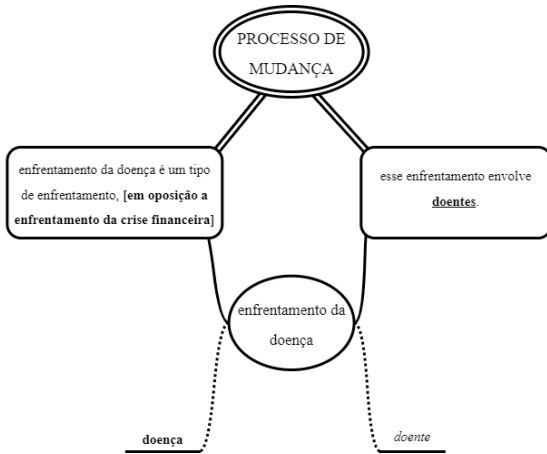 PROCESSO DE
MUDANÇA
enfrentamento da doença é um tipo
de enfrentamento, [em oposição a
enfrentamento da crise financeira]
esse enfrentamento envolve
doentes.
enfrentamento da
doença
doença
doente